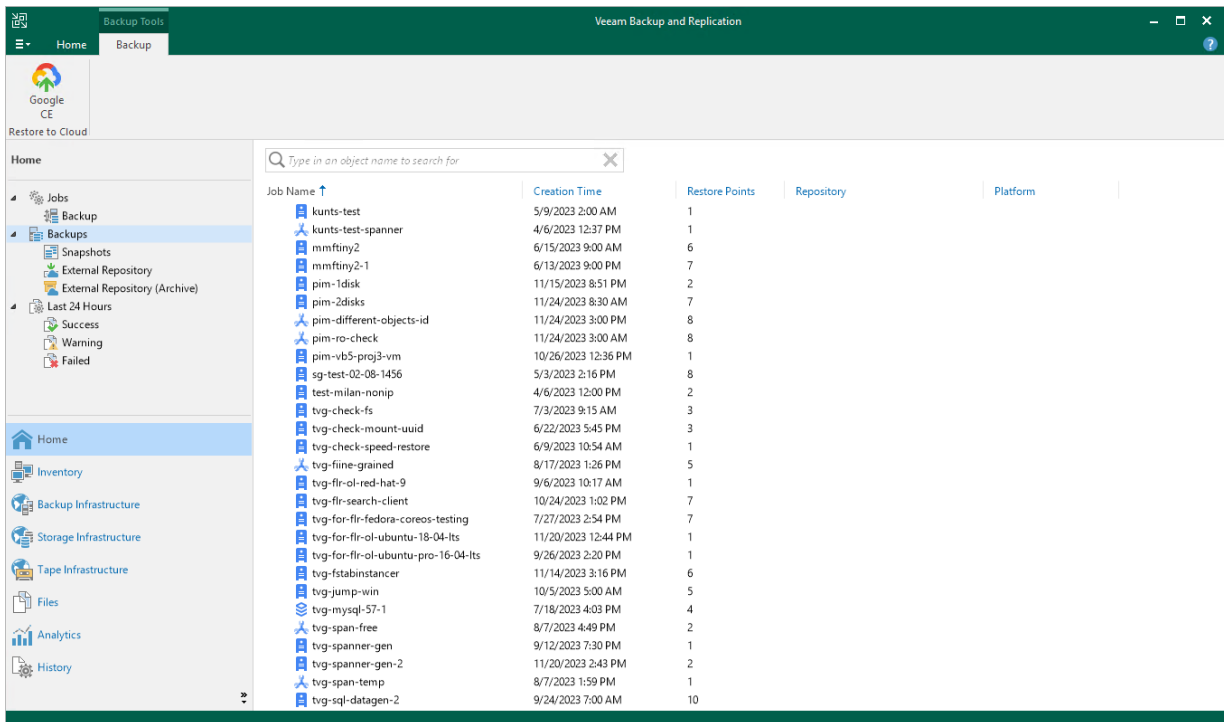 Backup Tools
Veeam Backup and Replication
Home Backup
?
Google
CE
Restore to Cloud
Home
Jobs
Backup
Backups
Snapshots
External Repository
External Repository (Archive)
Last 24 Hours
Success
Warning
Failed
Home
Inventory
Backup Infrastructure
Storage Infrastructure
Tape Infrastructure
Files
Analytics
History
Type in an object name to search for
Job Name ↑ Creation Time Restore Points Repository Platform
kunts-test 5/9/2023 2:00 AM 1
kunts-test-spanner 4/6/2023 12:37 PM 1
mmftiny2 6/15/2023 9:00 AM 6
mmftiny2-1 6/13/2023 9:00 PM 7
pim-1disk 11/15/2023 8:51 PM 2
pim-2disks 11/24/2023 8:30 AM 7
pim-different-objects-id 11/24/2023 3:00 PM 8
pim-ro-check 11/24/2023 3:00 AM 8
pim-vb5-proj3-vm 10/26/2023 12:36 PM 1
sg-test-02-08-1456 5/3/2023 2:16 PM 8
test-milan-nonip 4/6/2023 12:00 PM 2
tvg-check-fs 7/3/2023 9:15 AM 3
tvg-check-mount-uuid 6/22/2023 5:45 PM 3
tvg-check-speed-restore 6/9/2023 10:54 AM 1
tvg-fiine-grained 8/17/2023 1:26 PM 5
tvg-flr-ol-red-hat-9 9/6/2023 10:17 AM 1
tvg-flr-search-client 10/24/2023 1:02 PM 7
tvg-for-flr-fedora-coreos-testing 7/27/2023 2:54 PM 7
tvg-for-flr-ol-ubuntu-18-04-lts 11/20/2023 12:44 PM 1
tvg-for-flr-ol-ubuntu-pro-16-04-lts 9/26/2023 2:20 PM 1
tvg-fstabinstancer 11/14/2023 3:16 PM 6
tvg-jump-win 10/5/2023 5:00 AM 5
tvg-mysql-57-1 7/18/2023 4:03 PM 4
tvg-span-free 8/7/2023 4:49 PM 2
tvg-spanner-gen 9/12/2023 7:30 PM 1
tvg-spanner-gen-2 11/20/2023 2:43 PM 2
tvg-span-temp 8/7/2023 1:59 PM 1
tvg-sql-datagen-2 9/24/2023 7:00 AM 10